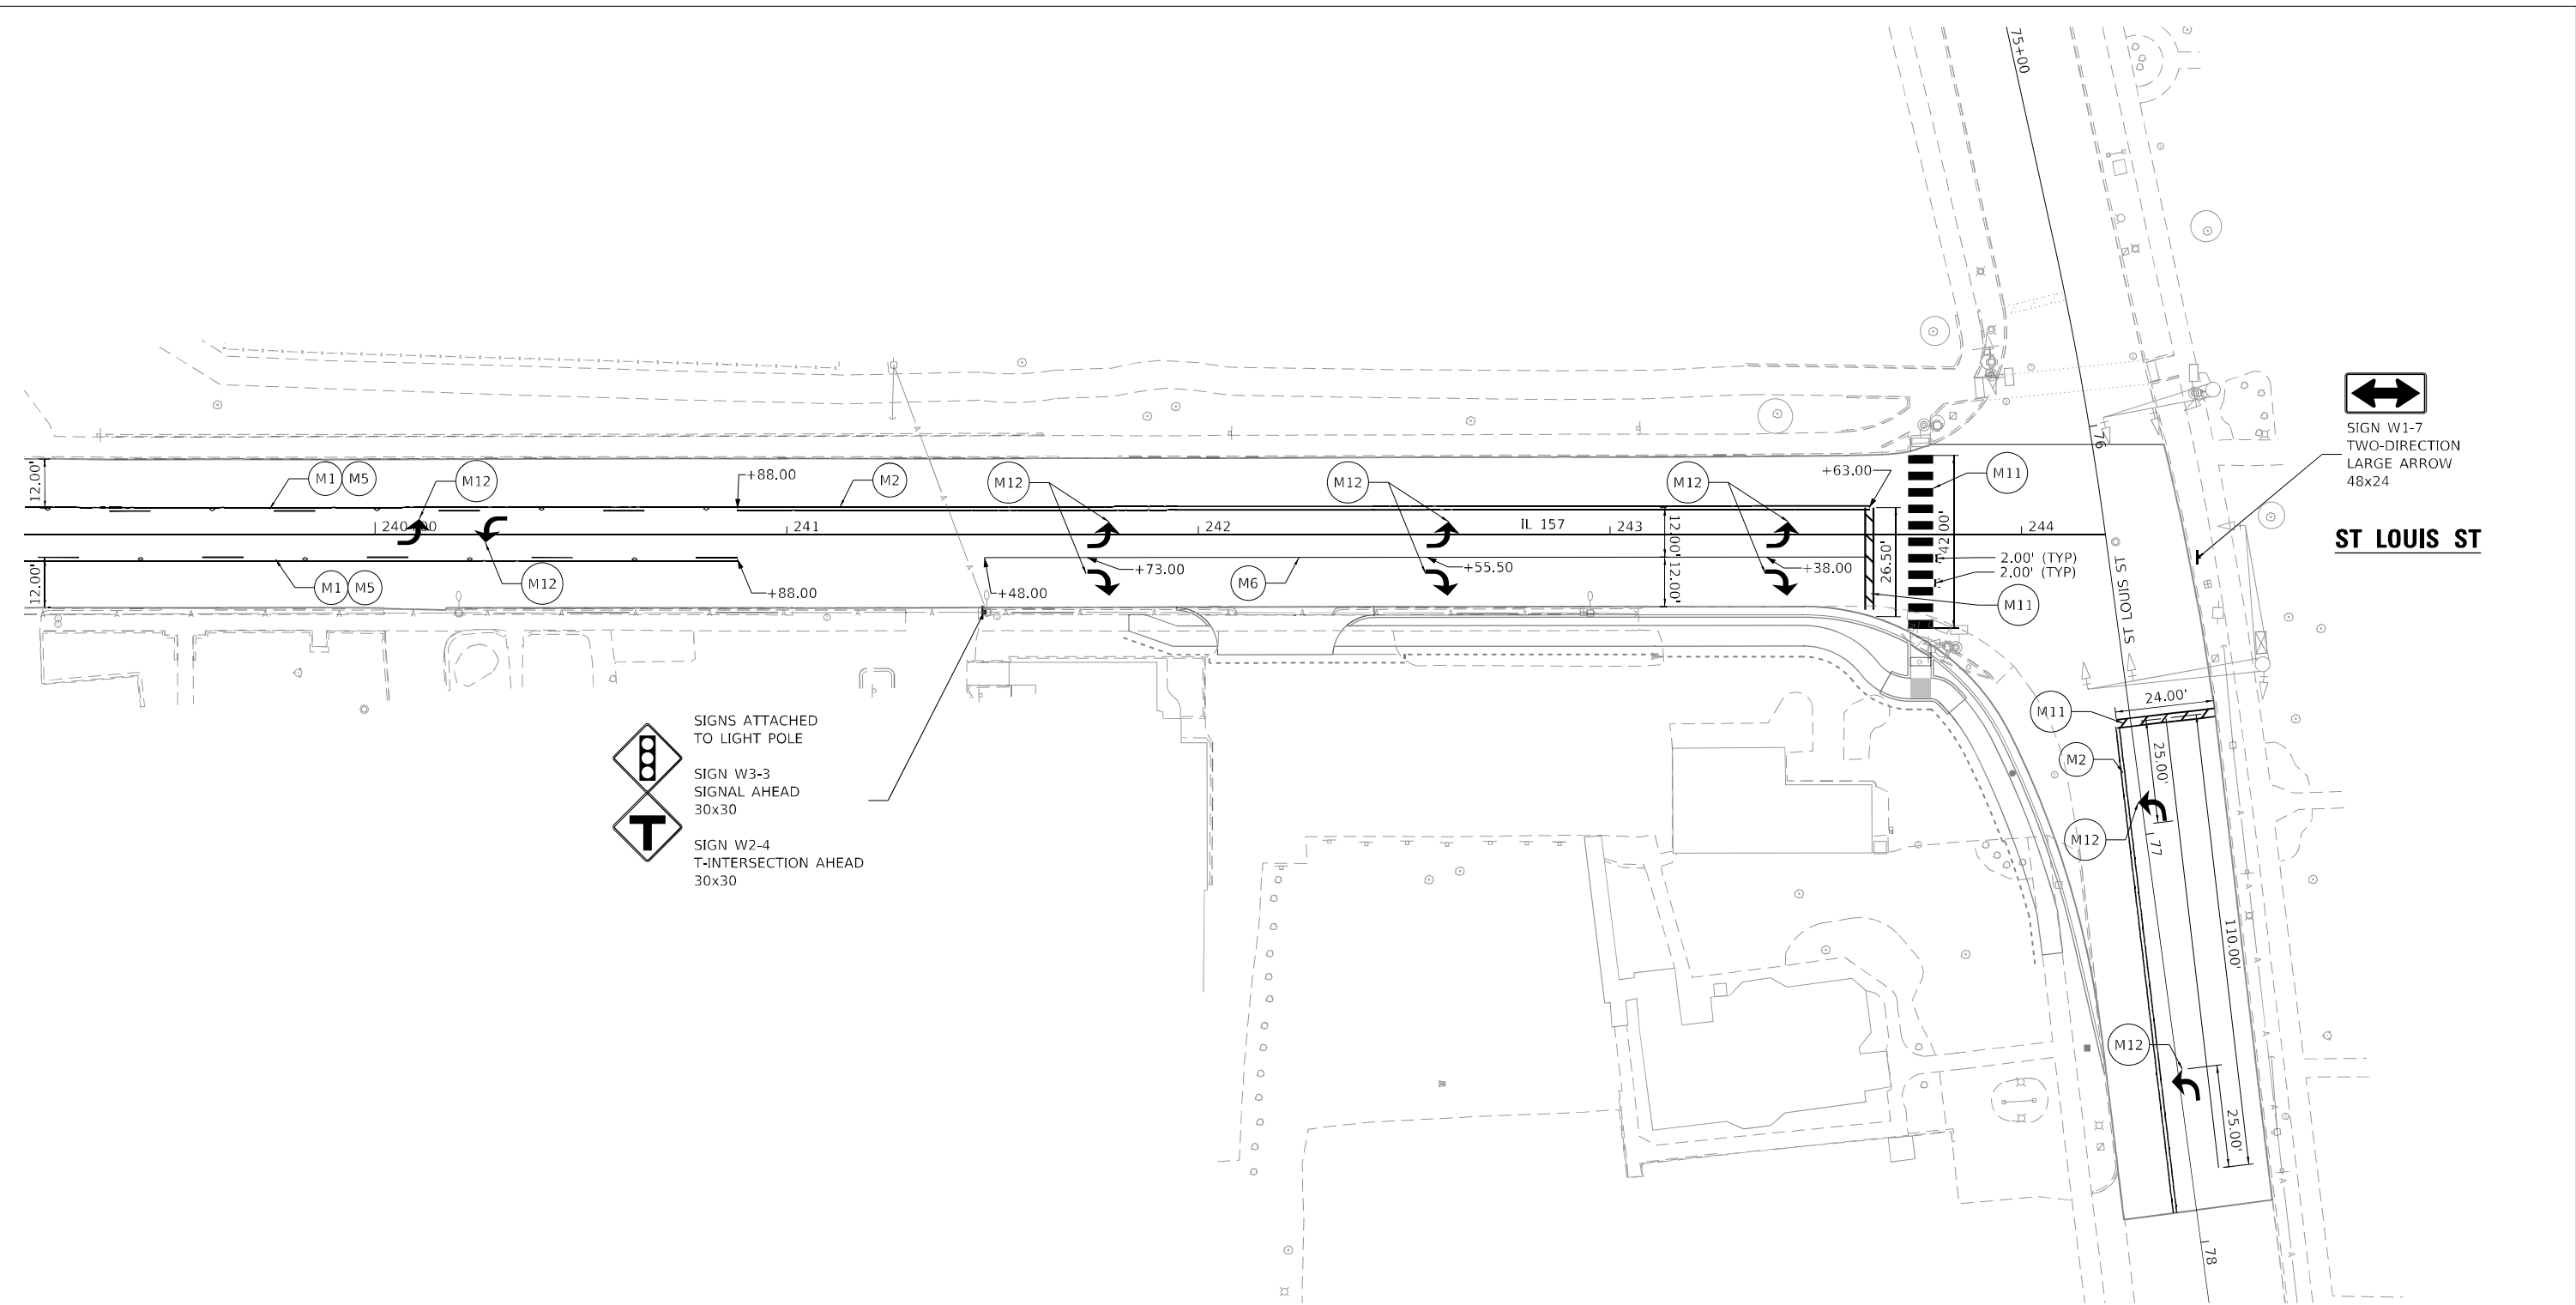 75+00
12.00'
M1 M5
M12
+88.00
M2
M12
M12
M12
+63.00
M11
76
SIGN W1-7
TWO-DIRECTION
LARGE ARROW
48x24
240+00
241
242
IL 157
243
12.00'
26.50'
42.00'
244
ST LOUIS ST
2.00' (TYP)
2.00' (TYP)
12.00'
M1 M5
M12
+88.00
+48.00
+73.00
M6
+55.50
12.00'
+38.00
M11
ST LOUIS ST
SIGNS ATTACHED
TO LIGHT POLE
SIGN W3-3
SIGNAL AHEAD
30x30
SIGN W2-4
T-INTERSECTION AHEAD
30x30
24.00'
M11
M2
25.00'
M12
77
110.00'
M12
25.00'
78